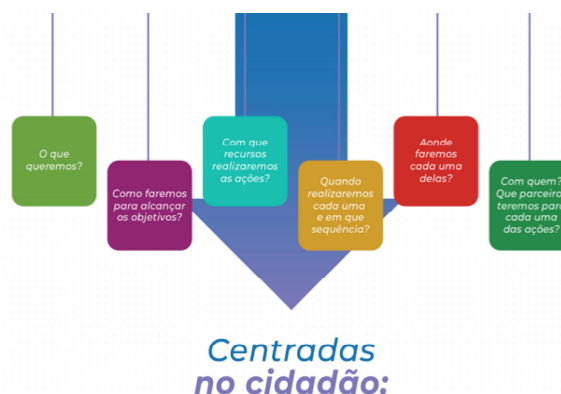 O que
queremos?
Como faremos
para alcançar
os objetivos?
Com que
recursos
realizaremos
as ações?
Quando
realizaremos
cada uma
e em que
sequência?
Aonde
faremos
cada uma
delas?
Com quem?
Que parceiros
teremos para
cada uma
das ações?
Centradas
no cidadão: